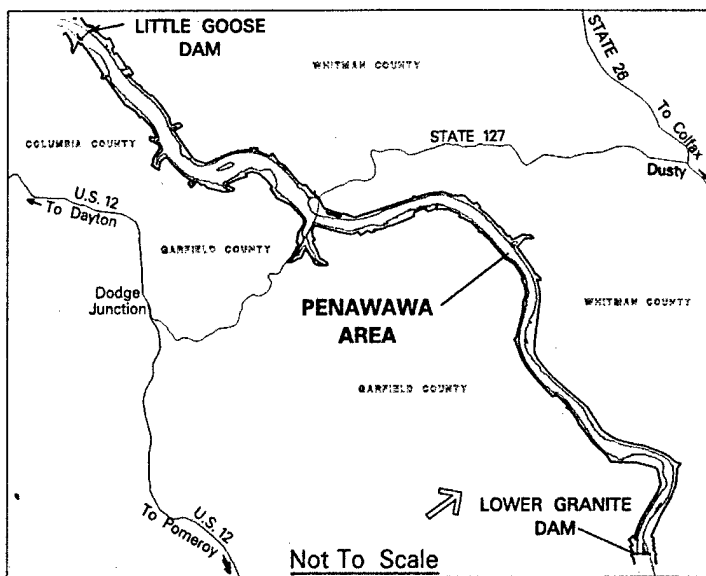 LITTLE GOOSE
DAM
WHITMAN COUNTY
STATE 26
To Colfax
COLUMBIA COUNTY
STATE 127
Dusty
U.S. 12
To Dayton
GARFIELD COUNTY
Dodge
Junction
PENAWAWA
AREA
WHITMAN COUNTY
GARFIELD COUNTY
LOWER GRANITE
DAM
U.S. 12
To Pomeroy
Not To Scale